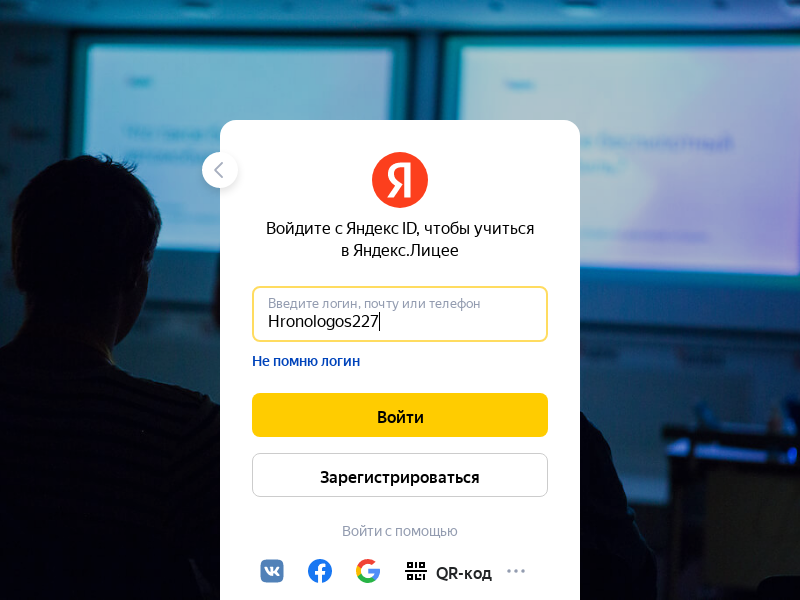 Я
Войдите с Яндекс ID, чтобы учиться
в Яндекс.Лицее
Введите логин, почту или телефон
Hronologos227
Не помню логин
Войти
Зарегистрироваться
Войти с помощью
QR-код